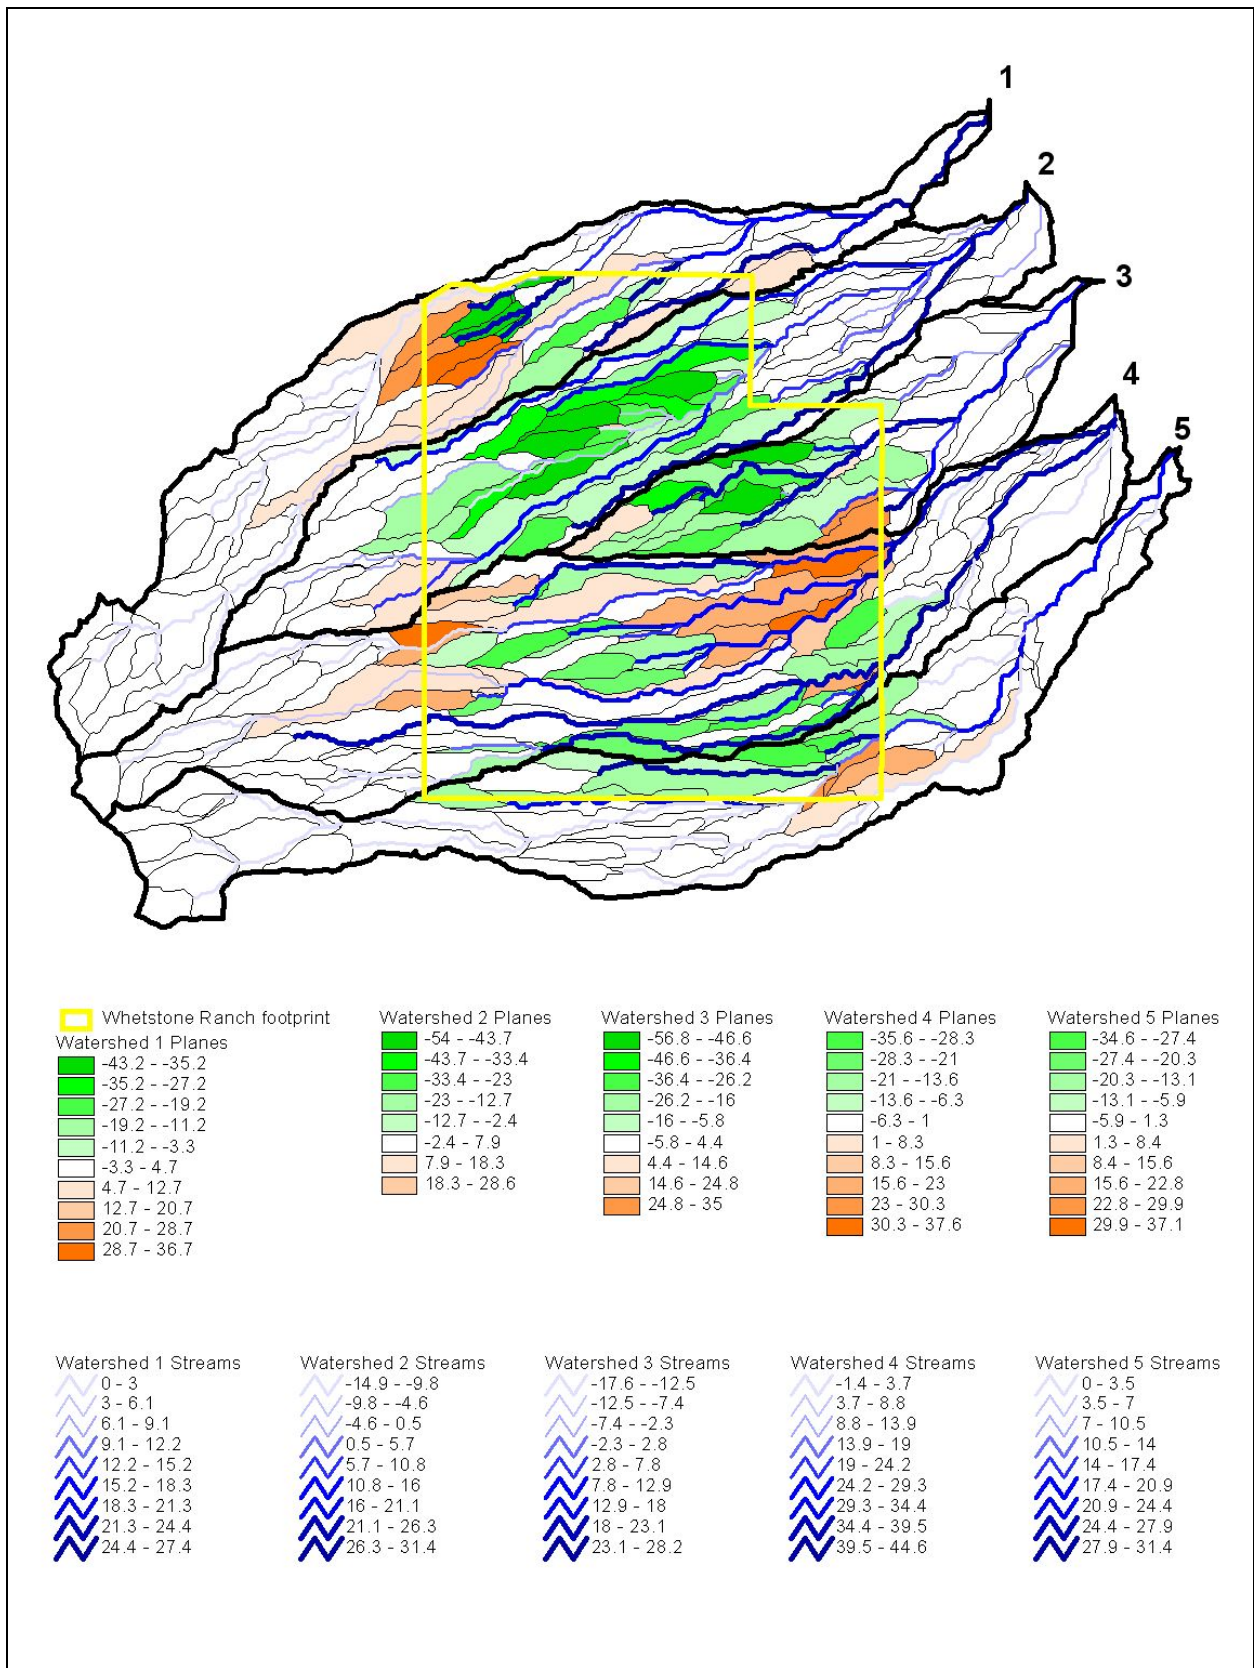 1
2
3
4
5
Whetstone Ranch footprint
Watershed 1 Planes
-43.2 - -35.2
-35.2 - -27.2
-27.2 - -19.2
-19.2 - -11.2
-11.2 - -3.3
-3.3 - 4.7
4.7 - 12.7
12.7 - 20.7
20.7 - 28.7
28.7 - 36.7
Watershed 2 Planes
-54 - -43.7
-43.7 - -33.4
-33.4 - -23
-23 - -12.7
-12.7 - -2.4
-2.4 - 7.9
7.9 - 18.3
18.3 - 28.6
Watershed 3 Planes
-56.8 - -46.6
-46.6 - -36.4
-36.4 - -26.2
-26.2 - -16
-16 - -5.8
-5.8 - 4.4
4.4 - 14.6
14.6 - 24.8
24.8 - 35
Watershed 4 Planes
-35.6 - -28.3
-28.3 - -21
-21 - -13.6
-13.6 - -6.3
-6.3 - 1
1 - 8.3
8.3 - 15.6
15.6 - 23
23 - 30.3
30.3 - 37.6
Watershed 5 Planes
-34.6 - -27.4
-27.4 - -20.3
-20.3 - -13.1
-13.1 - -5.9
-5.9 - 1.3
1.3 - 8.4
8.4 - 15.6
15.6 - 22.8
22.8 - 29.9
29.9 - 37.1
Watershed 1 Streams
0 - 3
3 - 6.1
6.1 - 9.1
9.1 - 12.2
12.2 - 15.2
15.2 - 18.3
18.3 - 21.3
21.3 - 24.4
24.4 - 27.4
Watershed 2 Streams
-14.9 - -9.8
-9.8 - -4.6
-4.6 - 0.5
0.5 - 5.7
5.7 - 10.8
10.8 - 16
16 - 21.1
21.1 - 26.3
26.3 - 31.4
Watershed 3 Streams
-17.6 - -12.5
-12.5 - -7.4
-7.4 - -2.3
-2.3 - 2.8
2.8 - 7.8
7.8 - 12.9
12.9 - 18
18 - 23.1
23.1 - 28.2
Watershed 4 Streams
-1.4 - 3.7
3.7 - 8.8
8.8 - 13.9
13.9 - 19
19 - 24.2
24.2 - 29.3
29.3 - 34.4
34.4 - 39.5
39.5 - 44.6
Watershed 5 Streams
0 - 3.5
3.5 - 7
7 - 10.5
10.5 - 14
14 - 17.4
17.4 - 20.9
20.9 - 24.4
24.4 - 27.9
27.9 - 31.4